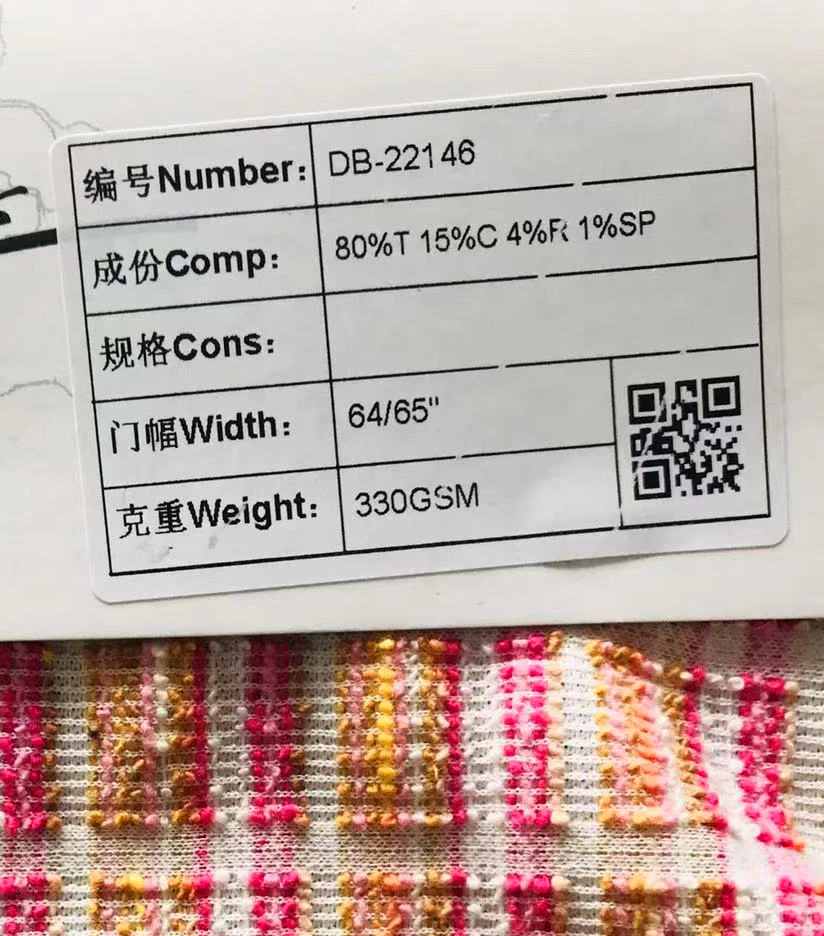 编号Number: DB-22146
成份Comp: 80%T 15%C 4%R 1%SP
规格Cons:
门幅Width: 64/65"
克重Weight: 330GSM